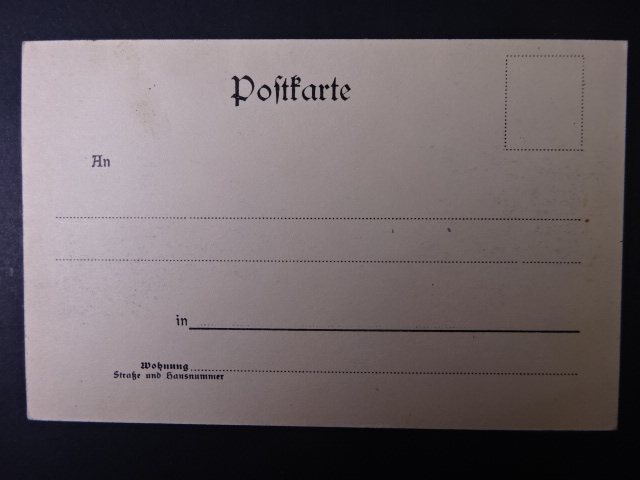 Postkarte
An
in
Wohnung
Straße und Hausnummer